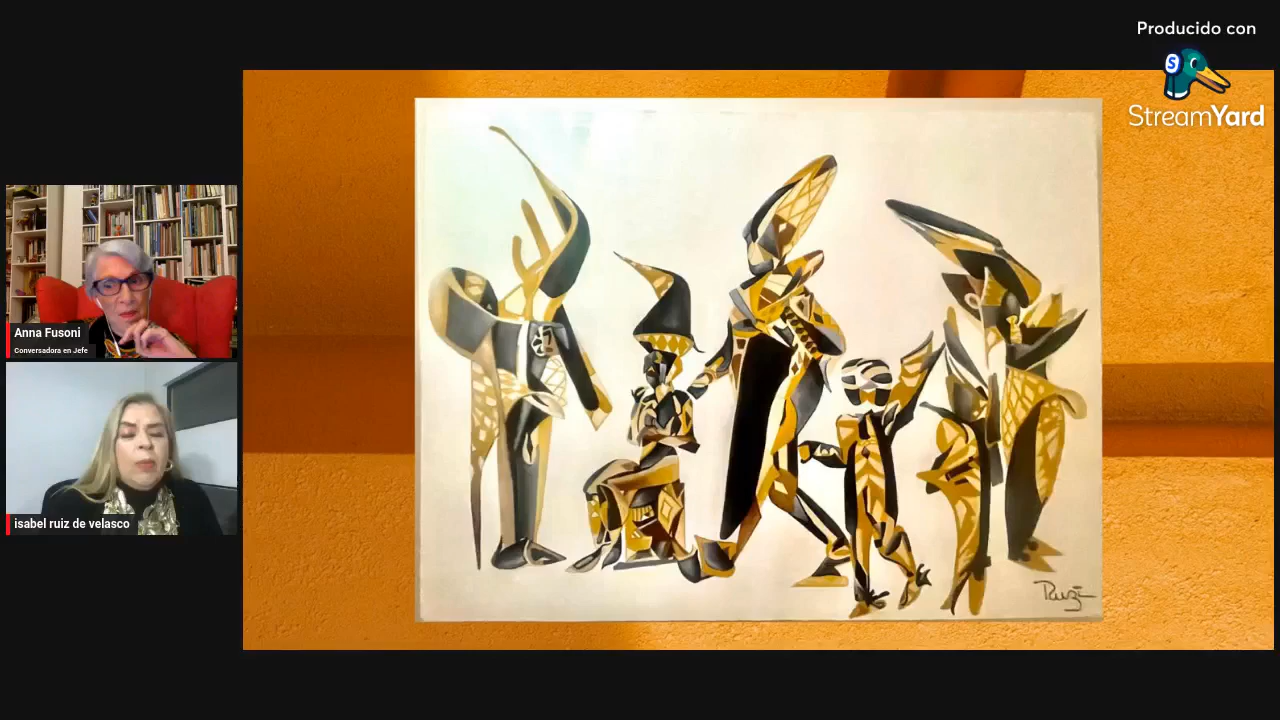 Producido con
StreamYard
Anna Fusoni
Conversadora en Jefe
isabel ruiz de velasco